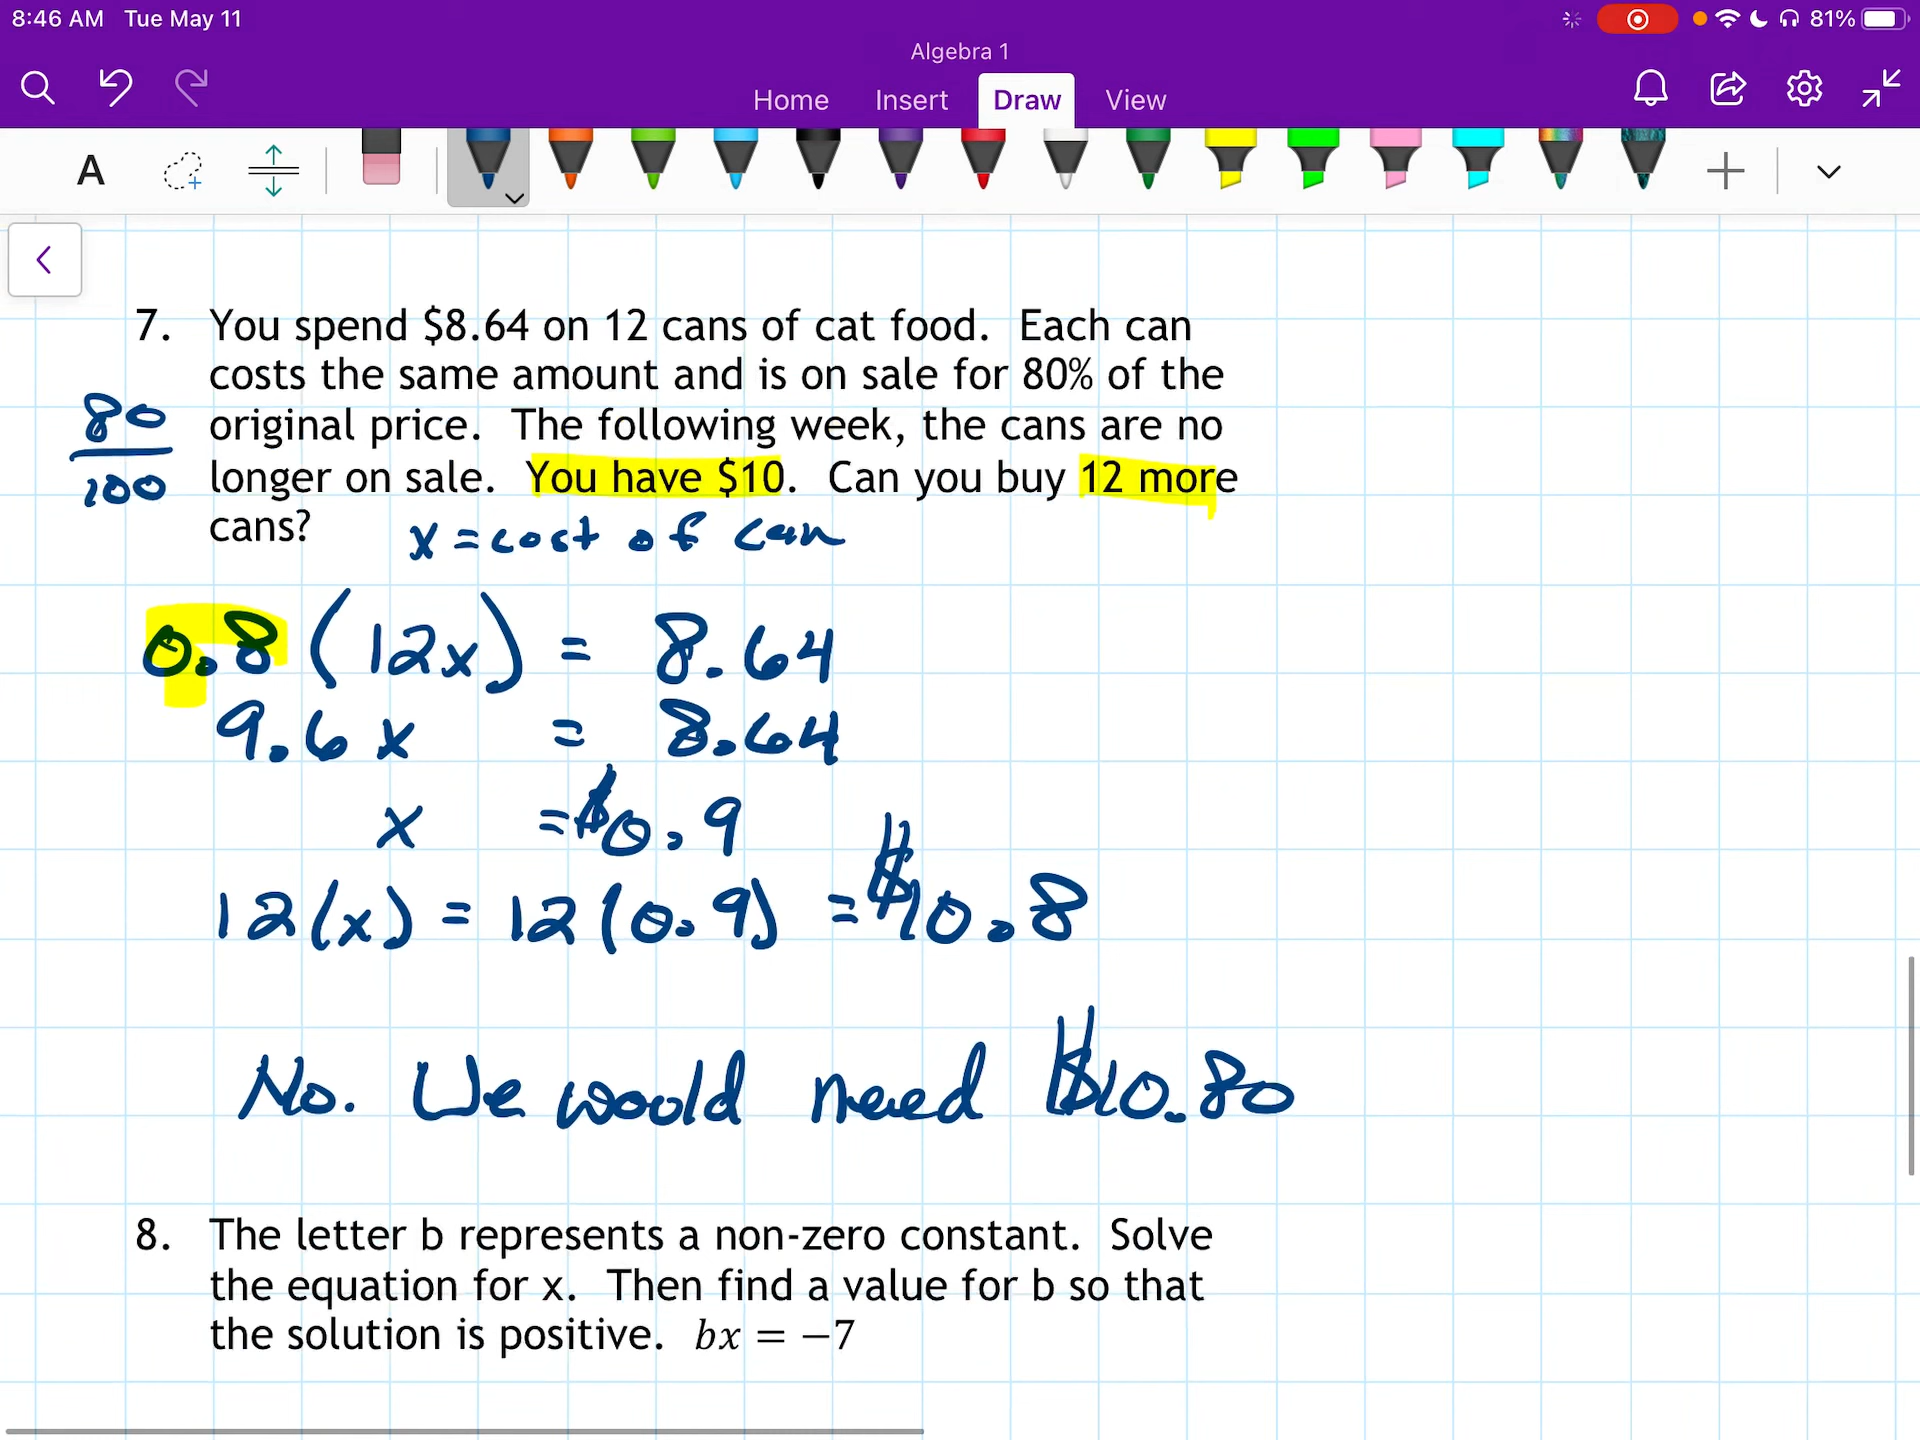 8:46 AM Tue May 11
81%
Algebra 1
Home Insert Draw View
A
7. You spend $8.64 on 12 cans of cat food. Each can
costs the same amount and is on sale for 80% of the
original price. The following week, the cans are no
longer on sale. You have $10. Can you buy 12 more
cans?
80
100
x = cost of can
0.8 (12x) = 8.64
9.6x = 8.64
x = $0.9
12(x) = 12(0.9) = $10.8
No. We would need $10.80
8. The letter b represents a non-zero constant. Solve
the equation for x. Then find a value for b so that
the solution is positive. bx = −7